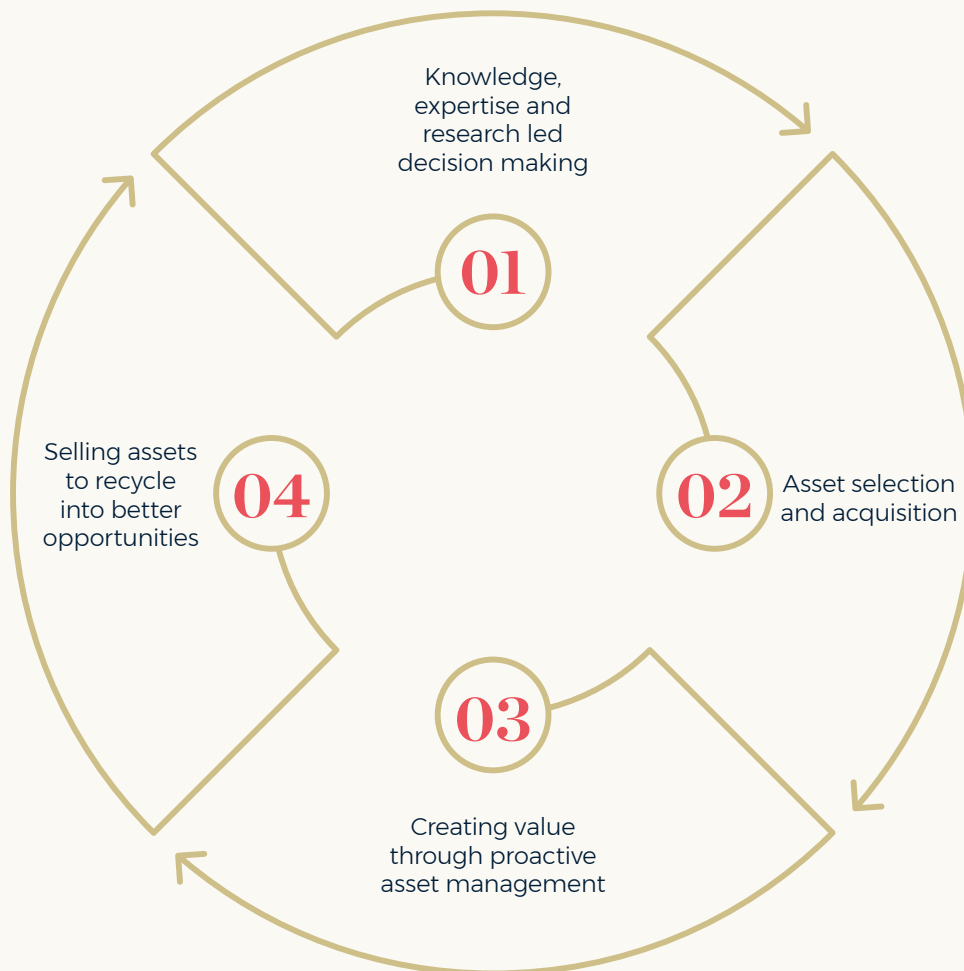 Knowledge,
expertise and
research led
decision making
01
02
Asset selection
and acquisition
03
Creating value
through proactive
asset management
04
Selling assets
to recycle
into better
opportunities